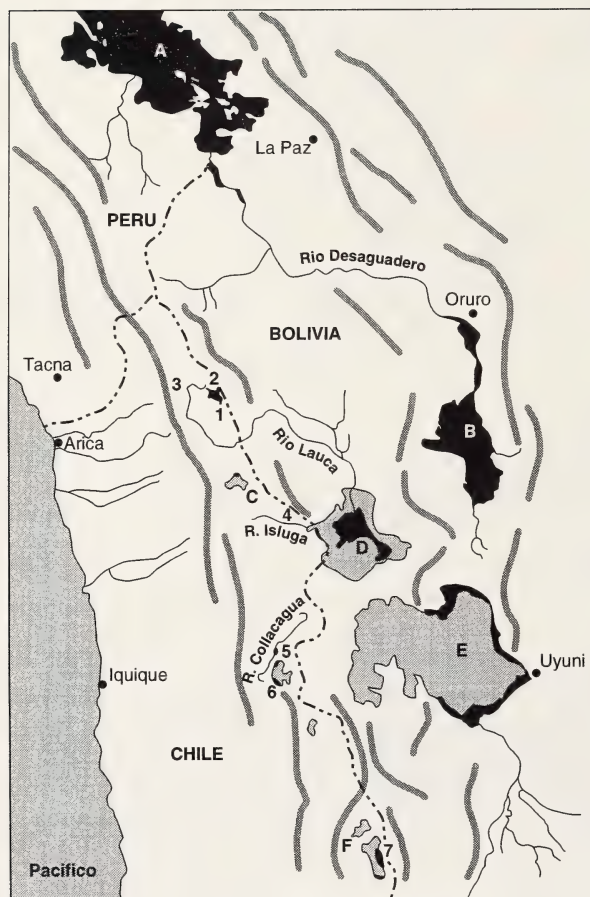 A
La Paz
PERU
Rio Desaguadero
Oruro
BOLIVIA
Tacna
3
2
1
B
Arica
Rio Lauca
C
4
R. Isluga
D
R. Collacagua
E
5
Uyuni
Iquique
6
CHILE
F
7
Pacifico